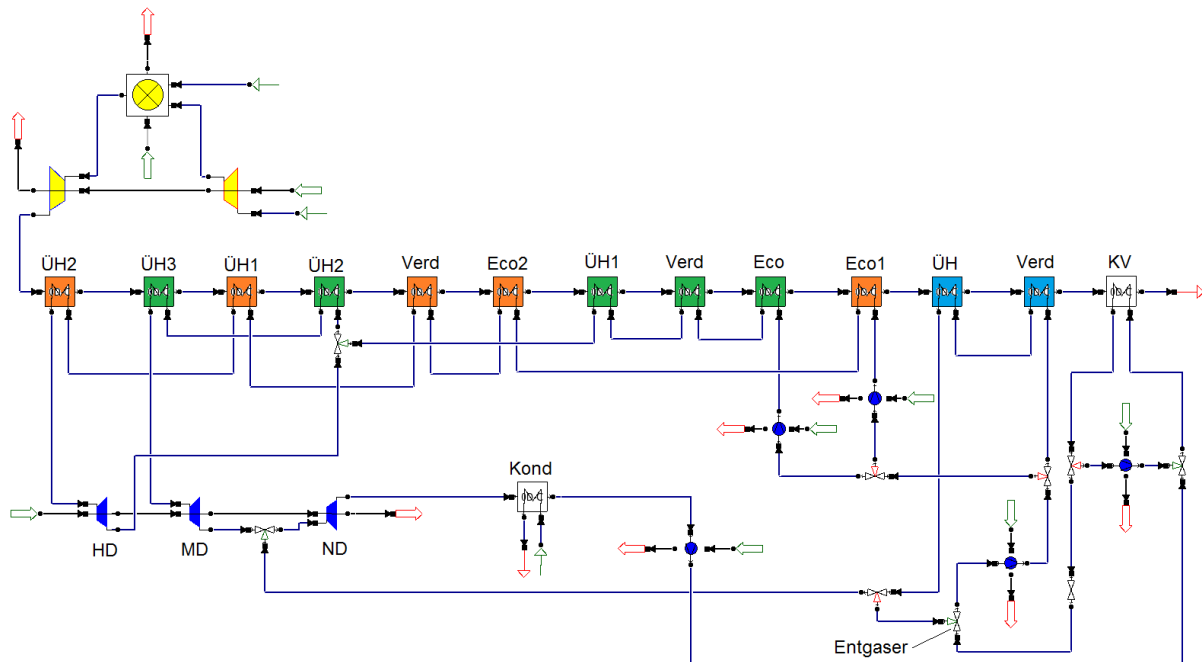 ÜH2
ÜH3
ÜH1
ÜH2
Verd
Eco2
ÜH1
Verd
Eco
Eco1
ÜH
Verd
KV
Kond
HD
MD
ND
Entgaser